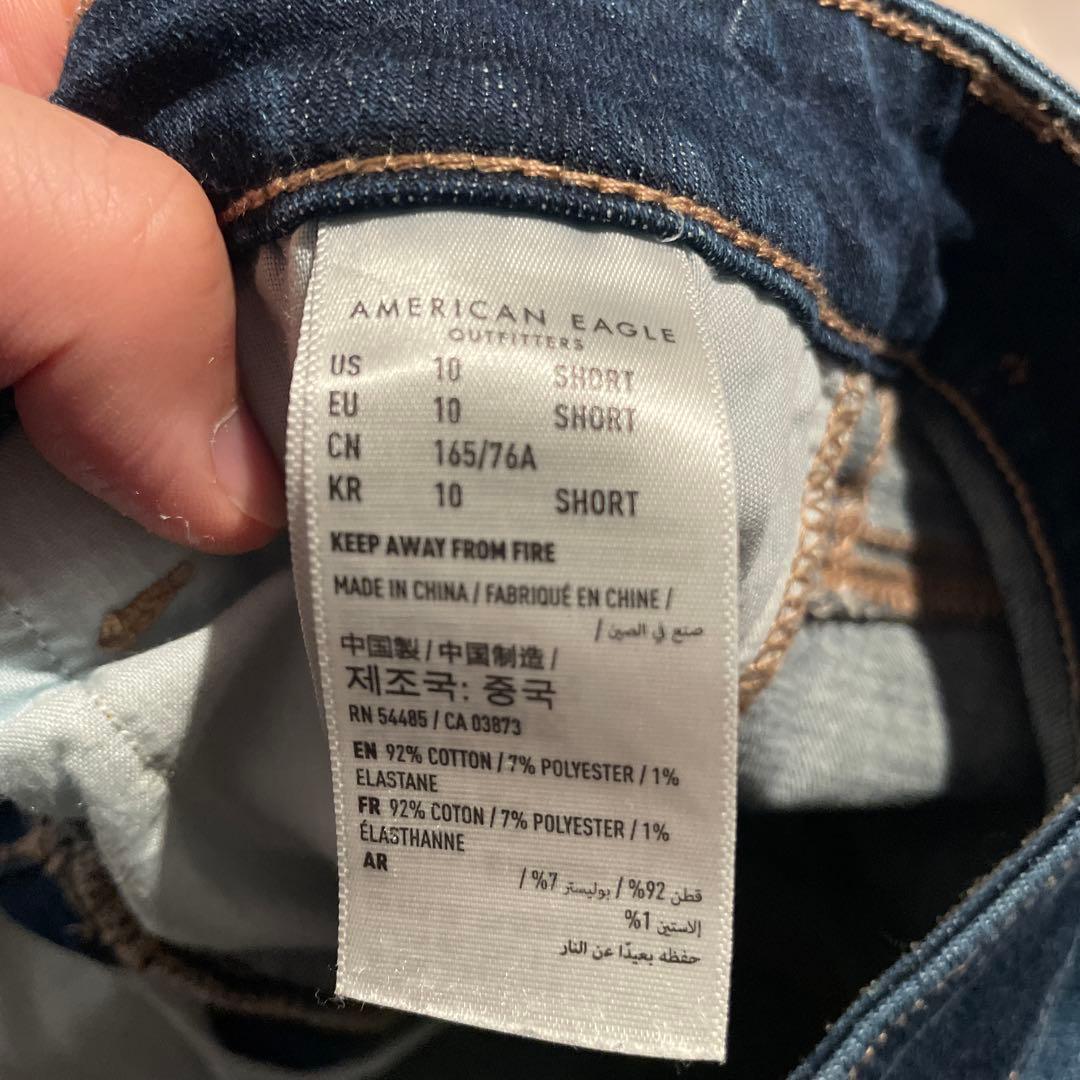 AMERICAN EAGLE
OUTFITTERS
US 10 SHORT
EU 10 SHORT
CN 165/76A
KR 10 SHORT
KEEP AWAY FROM FIRE
MADE IN CHINA / FABRIQUÉ EN CHINE /
صنع في الصين /
中国製 / 中国制造 /
제조국: 중국
RN 54485 / CA 03873
EN 92% COTTON / 7% POLYESTER / 1%
ELASTANE
FR 92% COTON / 7% POLYESTER / 1%
ÉLASTHANNE
AR
قطن 92% / بوليستر 7% /
الاستين 1%
حفظه بعيدًا عن النار